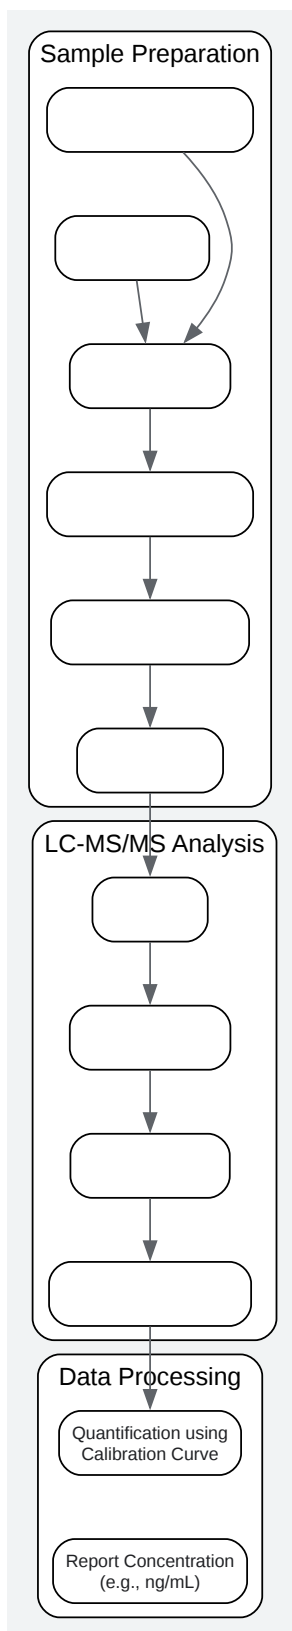 Sample Preparation
LC-MS/MS Analysis
Data Processing
Quantification using
Calibration Curve
Report Concentration
(e.g., ng/mL)